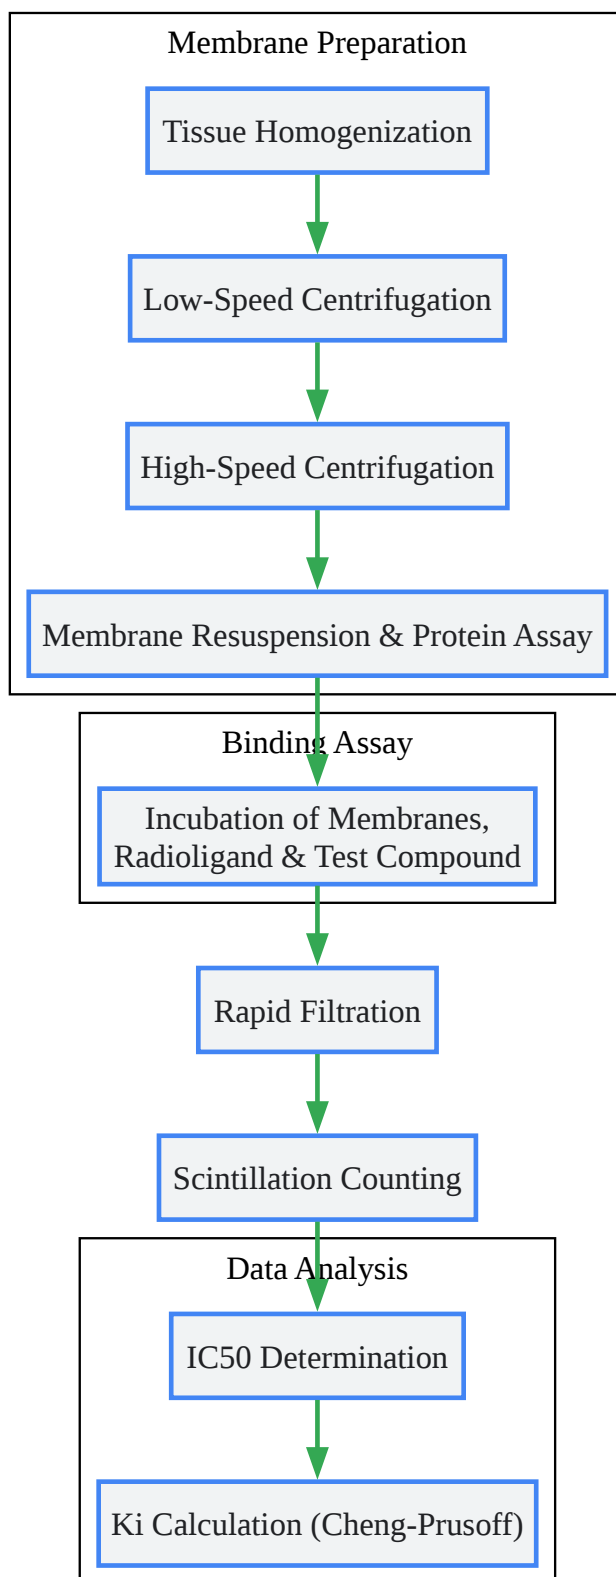 Membrane Preparation
Tissue Homogenization
Low-Speed Centrifugation
High-Speed Centrifugation
Membrane Resuspension & Protein Assay
Binding Assay
Incubation of Membranes,
Radioligand & Test Compound
Rapid Filtration
Scintillation Counting
Data Analysis
IC50 Determination
Ki Calculation (Cheng-Prusoff)